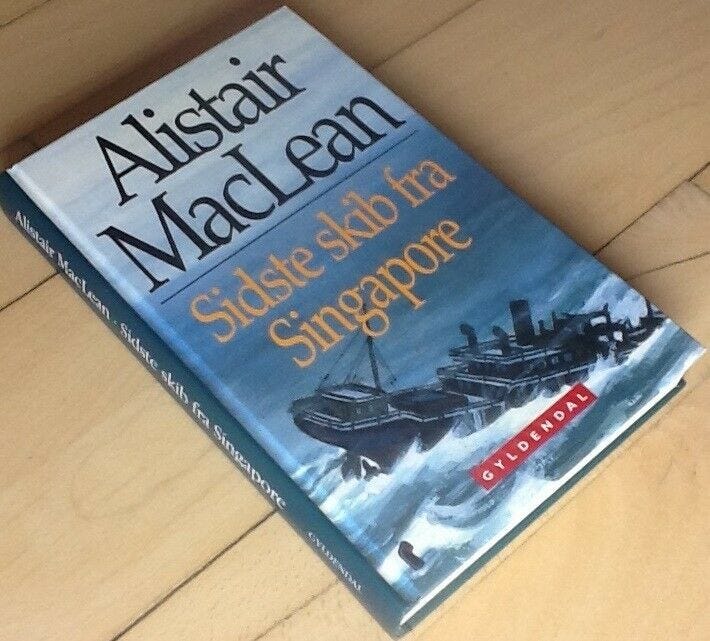 Alistair
MacLean
Sidste skib fra
Singapore
GYLDENDAL
Alistair MacLean · Sidste skib fra Singapore GYLDENDAL